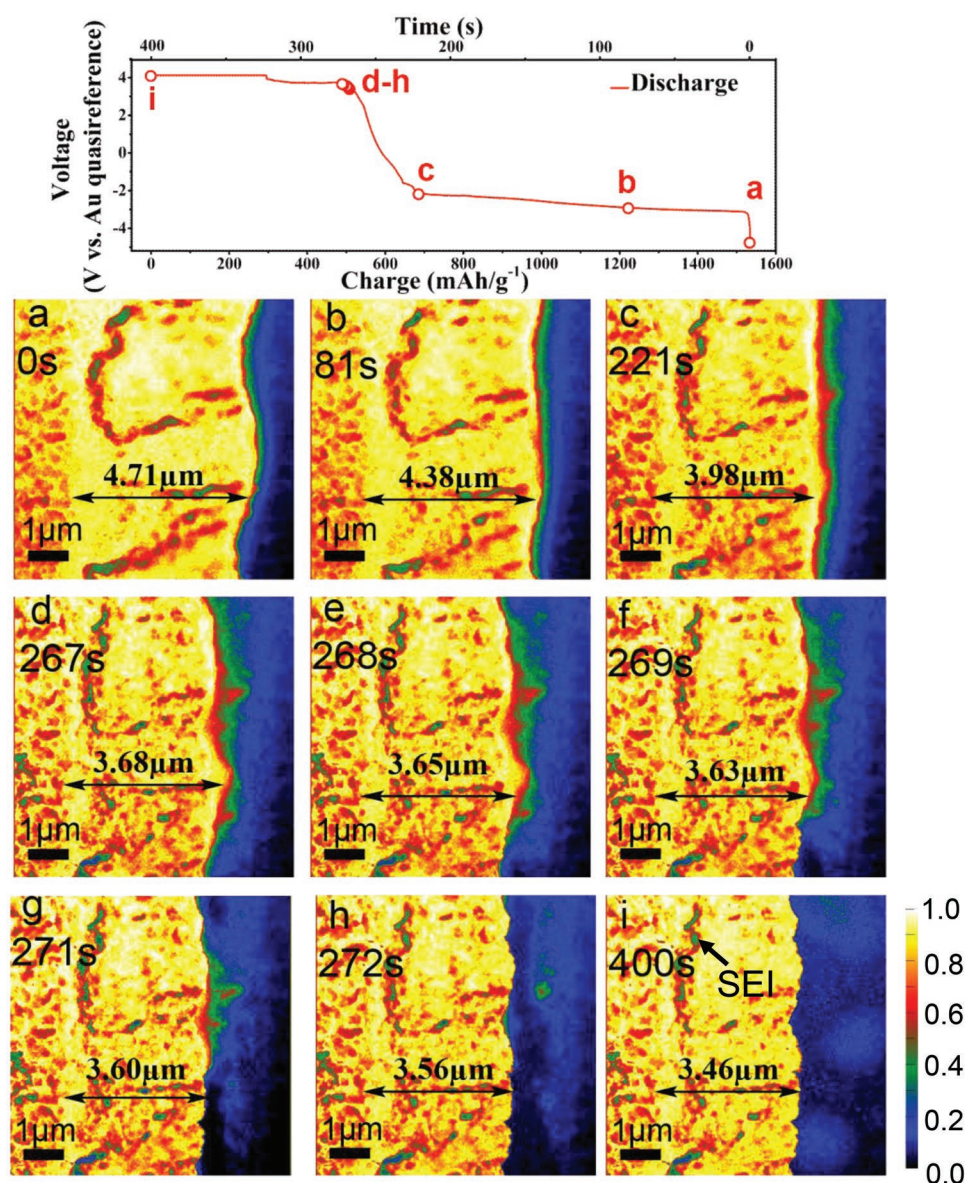 Time (s)
400 300 200 100 0
4
2
0
-2
-4
Voltage
(V vs. Au quasireference)
i
d-h
c
b
a
Discharge
0 200 400 600 800 1000 1200 1400 1600
Charge (mAh/g⁻¹)
a
0s
4.71µm
1µm
b
81s
4.38µm
1µm
c
221s
3.98µm
1µm
d
267s
3.68µm
1µm
e
268s
3.65µm
1µm
f
269s
3.63µm
1µm
g
271s
3.60µm
1µm
h
272s
3.56µm
1µm
i
400s
SEI
3.46µm
1µm
1.0
0.8
0.6
0.4
0.2
0.0